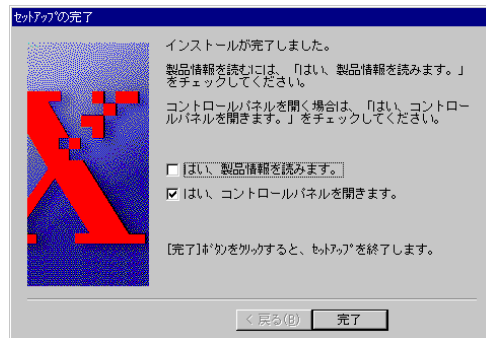 ｾｯﾄｱｯﾌﾟの完了
インストールが完了しました。
製品情報を読むには、「はい、製品情報を読みます。」
をチェックしてください。
コントロールパネルを開く場合は、「はい、コントロー
ルパネルを開きます。」をチェックしてください。
はい、製品情報を読みます。
はい、コントロールパネルを開きます。
[完了]ﾎﾞﾀﾝをｸﾘｯｸすると、ｾｯﾄｱｯﾌﾟを終了します。
< 戻る(B)
完了